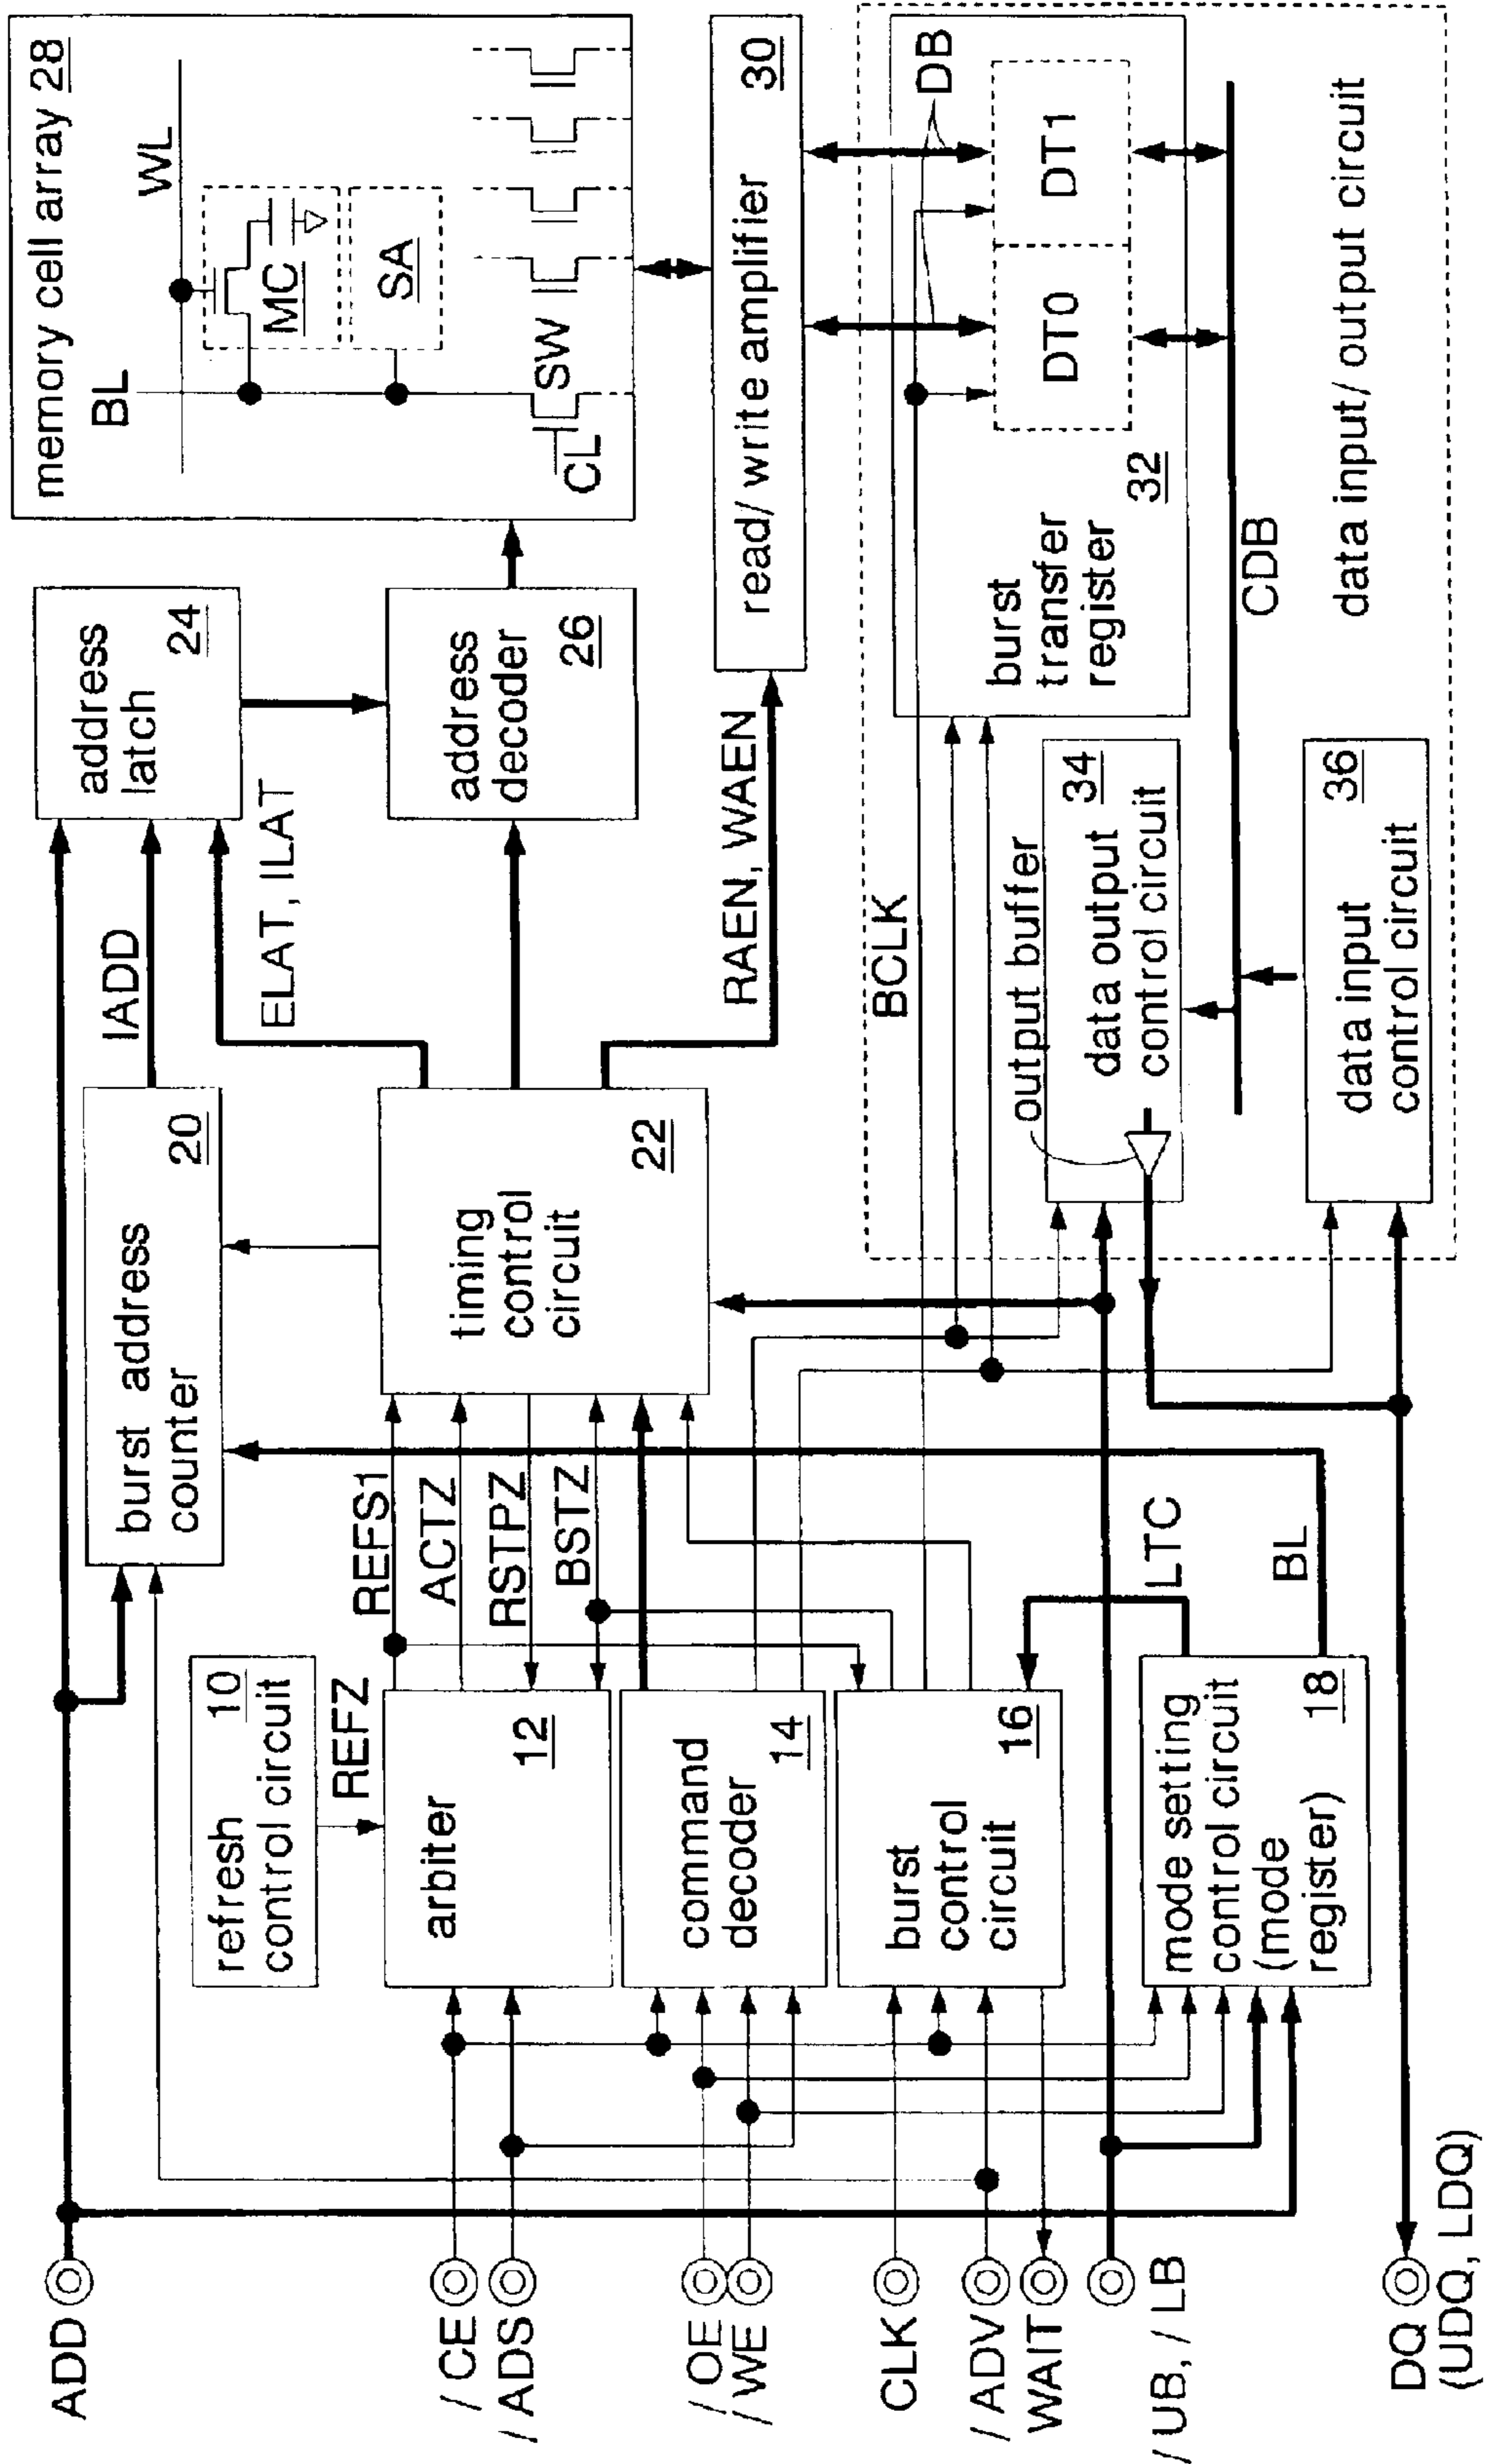 ADD
/ CE
/ ADS
/ OE
/ WE
CLK
/ ADV
WAIT
/ UB, / LB
DQ
(UDQ, LDQ)
refresh 10
control circuit
REFZ
arbiter
12
command
decoder
14
burst
control
circuit
16
mode setting
control circuit
(mode
register)
18
REFS1
ACTZ
RSTPZ
BSTZ
LTC
BL
burst address
counter
20
timing
control
circuit
22
IADD
ELAT, ILAT
RAEN, WAEN
BCLK
address
latch
24
address
decoder
26
memory cell array 28
BL
WL
MC
SA
SW
CL
read/ write amplifier 30
DB
DT0
DT1
burst
transfer
register
32
output buffer
34
data output
control circuit
CDB
data input
control circuit
36
data input/ output circuit